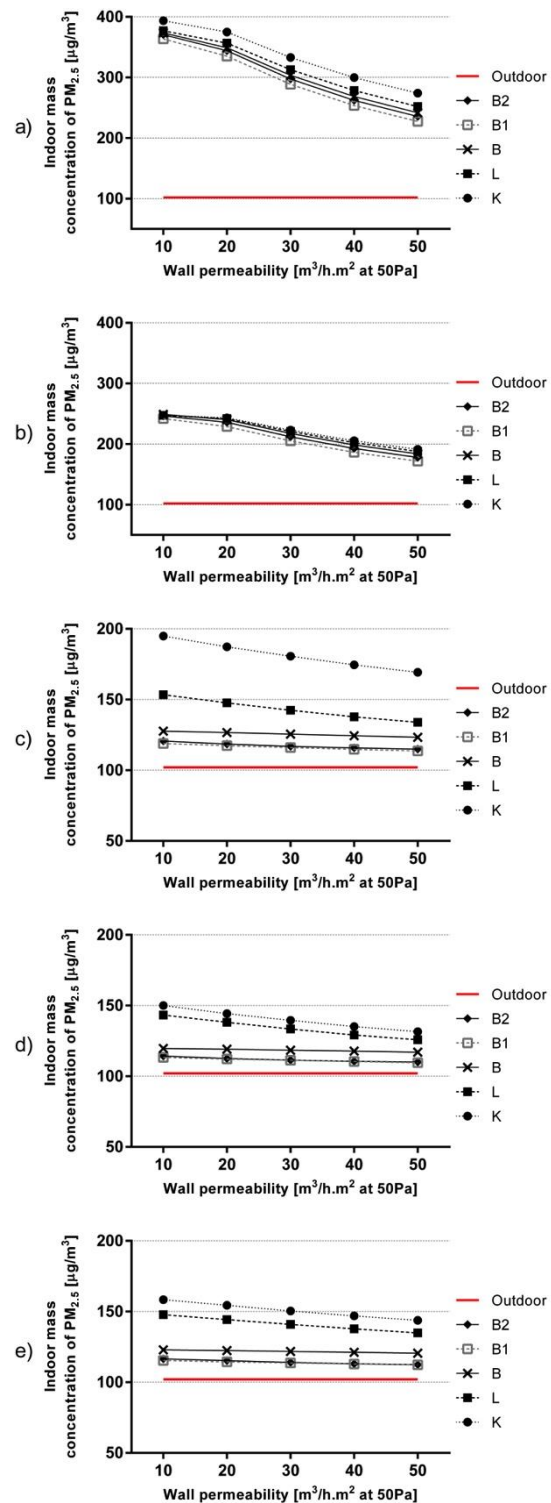 a)
Indoor mass
concentration of PM2.5 [μg/m³]
400
300
200
100
10 20 30 40 50
Wall permeability [m³/h.m² at 50Pa]
Outdoor
B2
B1
B
L
K
b)
Indoor mass
concentration of PM2.5 [μg/m³]
400
300
200
100
10 20 30 40 50
Wall permeability [m³/h.m² at 50Pa]
Outdoor
B2
B1
B
L
K
c)
Indoor mass
concentration of PM2.5 [μg/m³]
200
150
100
50
10 20 30 40 50
Wall permeability [m³/h.m² at 50Pa]
Outdoor
B2
B1
B
L
K
d)
Indoor mass
concentration of PM2.5 [μg/m³]
200
150
100
50
10 20 30 40 50
Wall permeability [m³/h.m² at 50Pa]
Outdoor
B2
B1
B
L
K
e)
Indoor mass
concentration of PM2.5 [μg/m³]
200
150
100
50
10 20 30 40 50
Wall permeability [m³/h.m² at 50Pa]
Outdoor
B2
B1
B
L
K